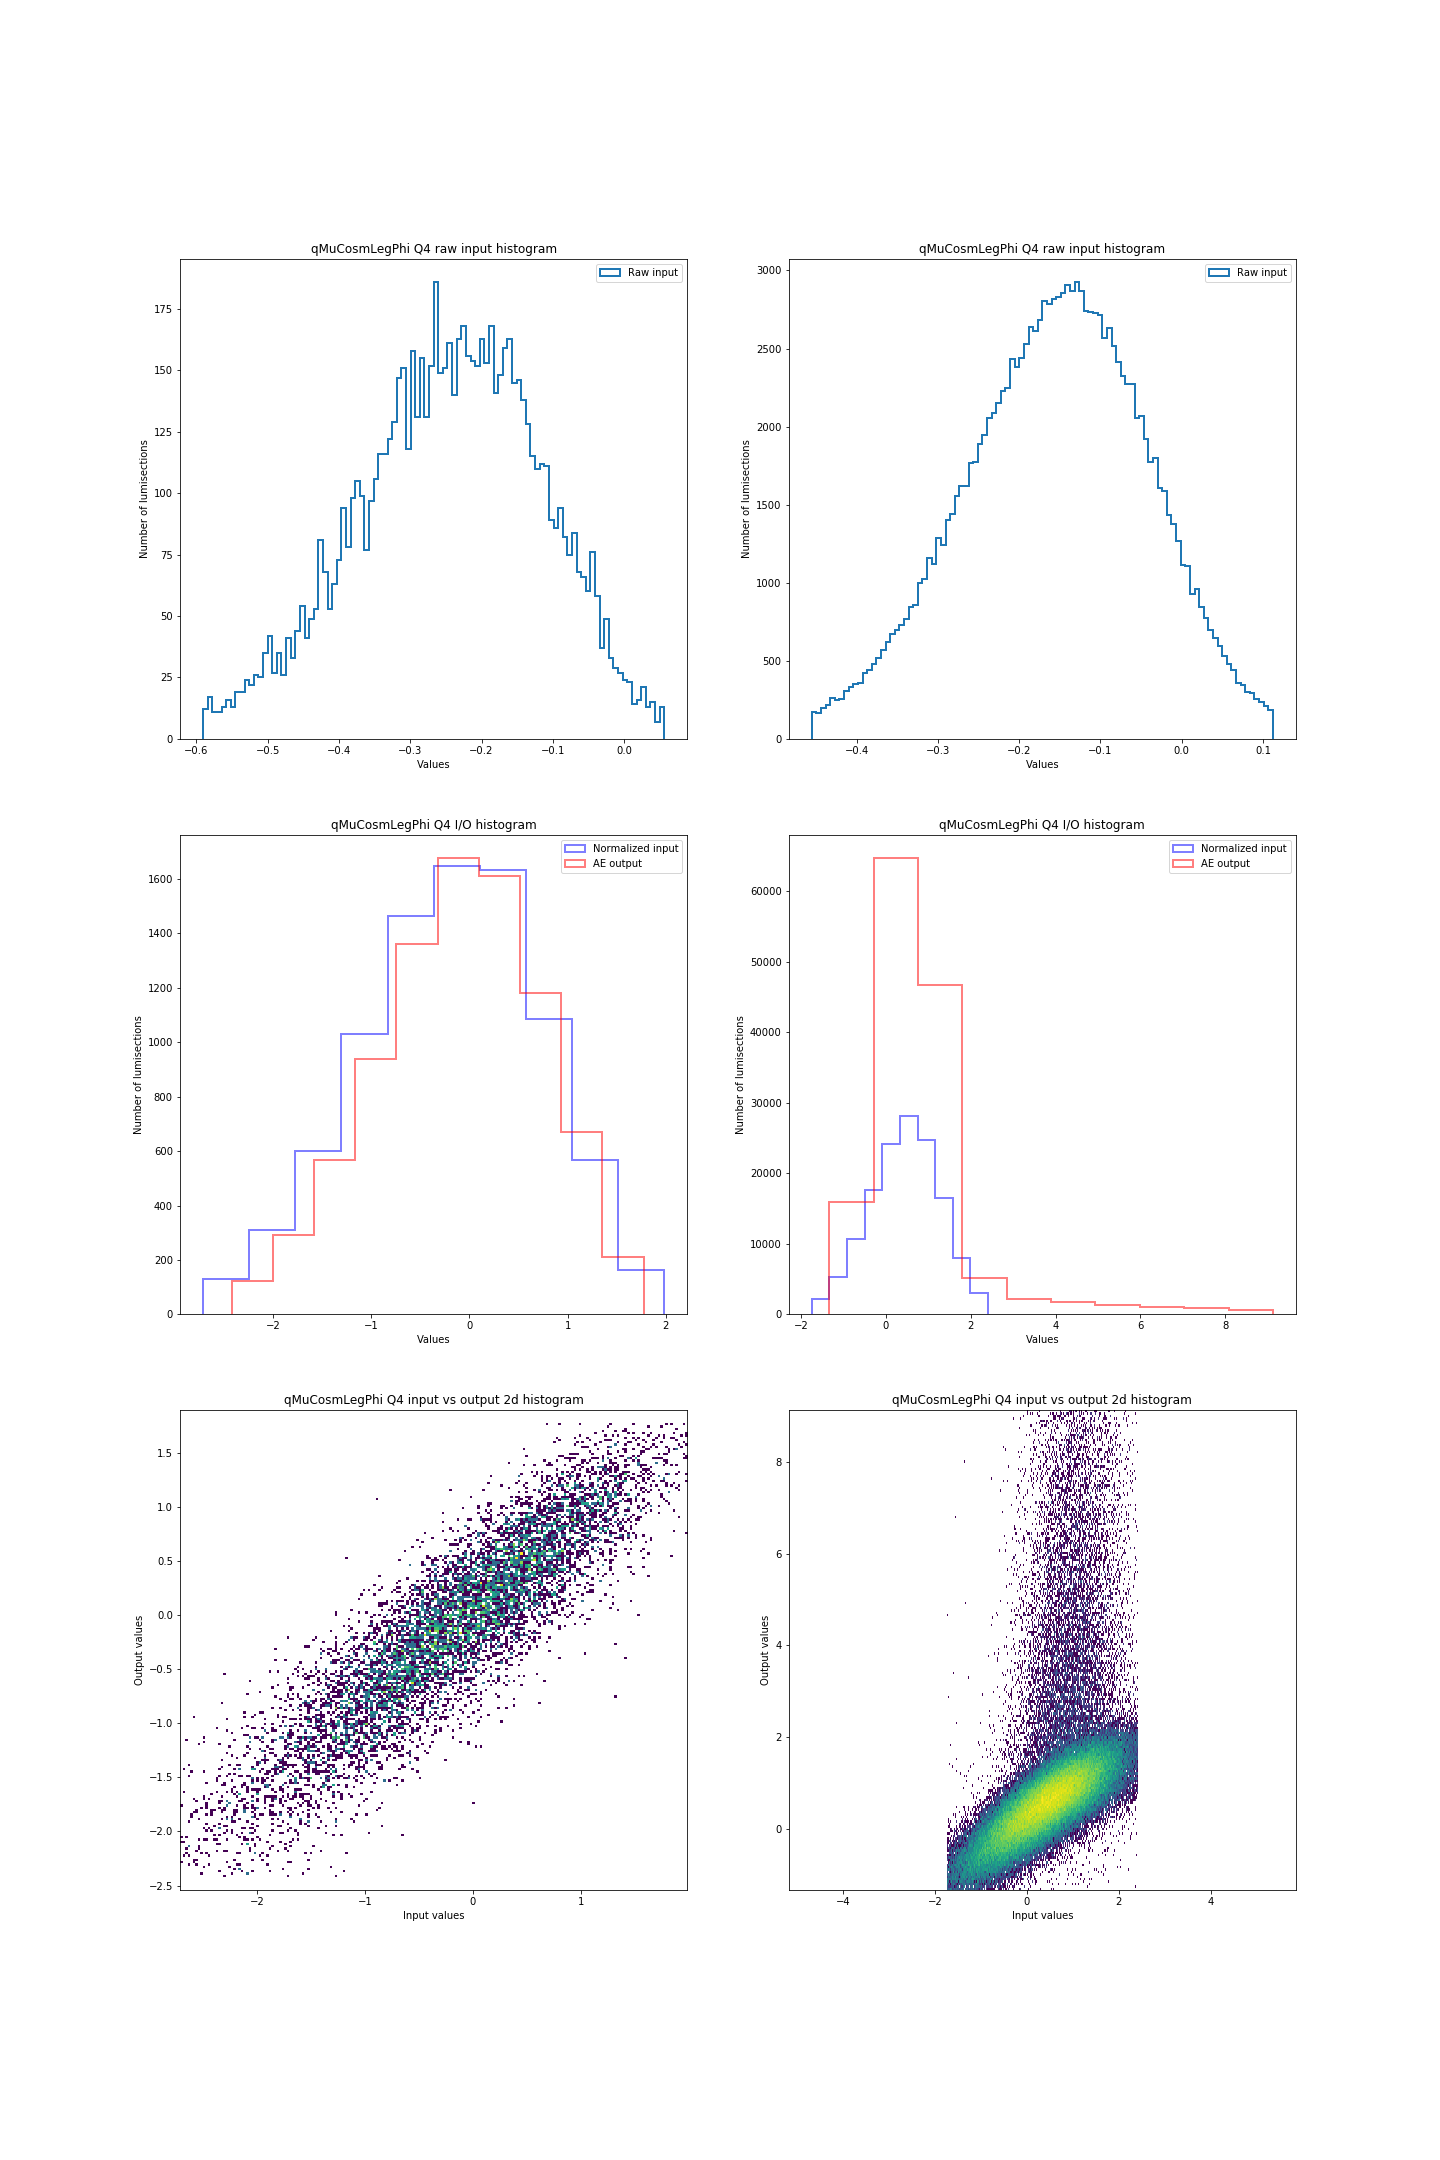 qMuCosmLegPhi Q4 raw input histogram
Raw input
175
150
125
100
75
50
25
0
Number of lumisections
−0.6 −0.5 −0.4 −0.3 −0.2 −0.1 0.0
Values
qMuCosmLegPhi Q4 raw input histogram
Raw input
3000
2500
2000
1500
1000
500
0
Number of lumisections
−0.4 −0.3 −0.2 −0.1 0.0 0.1
Values
qMuCosmLegPhi Q4 I/O histogram
Normalized input
AE output
1600
1400
1200
1000
800
600
400
200
0
Number of lumisections
−2 −1 0 1 2
Values
qMuCosmLegPhi Q4 I/O histogram
Normalized input
AE output
60000
50000
40000
30000
20000
10000
0
Number of lumisections
−2 0 2 4 6 8
Values
qMuCosmLegPhi Q4 input vs output 2d histogram
1.5
1.0
0.5
0.0
−0.5
−1.0
−1.5
−2.0
−2.5
Output values
−2 −1 0 1
Input values
qMuCosmLegPhi Q4 input vs output 2d histogram
8
6
4
2
0
Output values
−4 −2 0 2 4
Input values